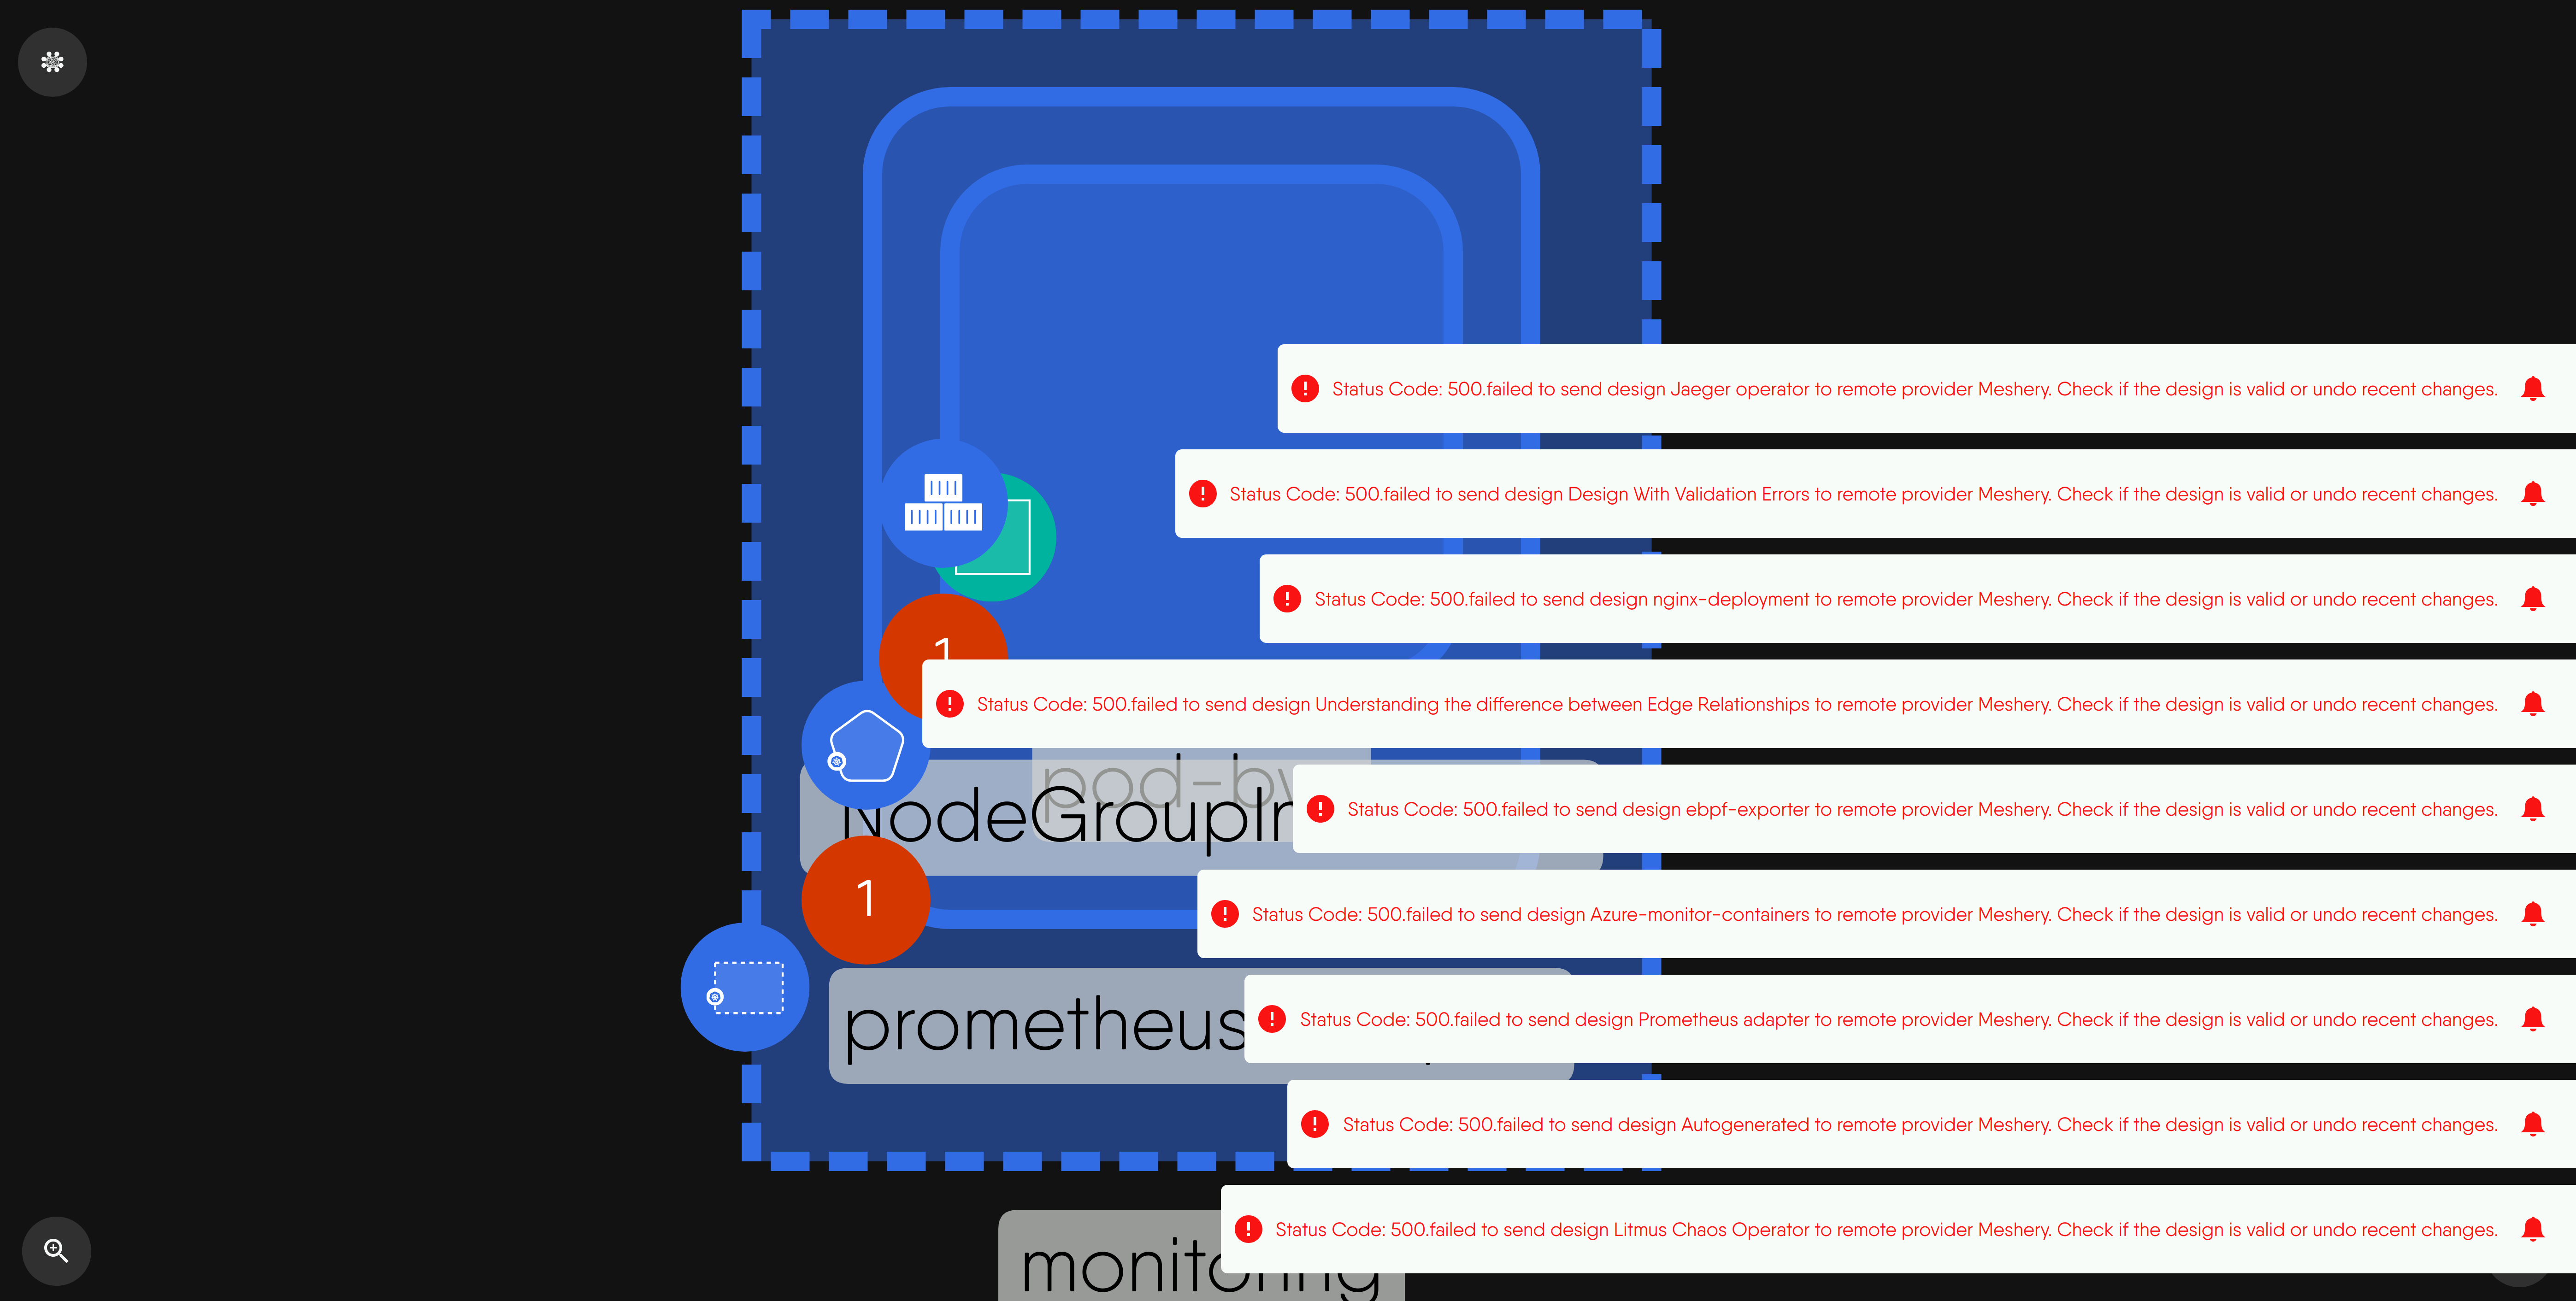 Status Code: 500.failed to send design Jaeger operator to remote provider Meshery. Check if the design is valid or undo recent changes.
Status Code: 500.failed to send design Design With Validation Errors to remote provider Meshery. Check if the design is valid or undo recent changes.
Status Code: 500.failed to send design nginx-deployment to remote provider Meshery. Check if the design is valid or undo recent changes.
1
Status Code: 500.failed to send design Understanding the difference between Edge Relationships to remote provider Meshery. Check if the design is valid or undo recent changes.
Status Code: 500.failed to send design ebpf-exporter to remote provider Meshery. Check if the design is valid or undo recent changes.
1
Status Code: 500.failed to send design Azure-monitor-containers to remote provider Meshery. Check if the design is valid or undo recent changes.
prometheus
Status Code: 500.failed to send design Prometheus adapter to remote provider Meshery. Check if the design is valid or undo recent changes.
Status Code: 500.failed to send design Autogenerated to remote provider Meshery. Check if the design is valid or undo recent changes.
Status Code: 500.failed to send design Litmus Chaos Operator to remote provider Meshery. Check if the design is valid or undo recent changes.
monitoring